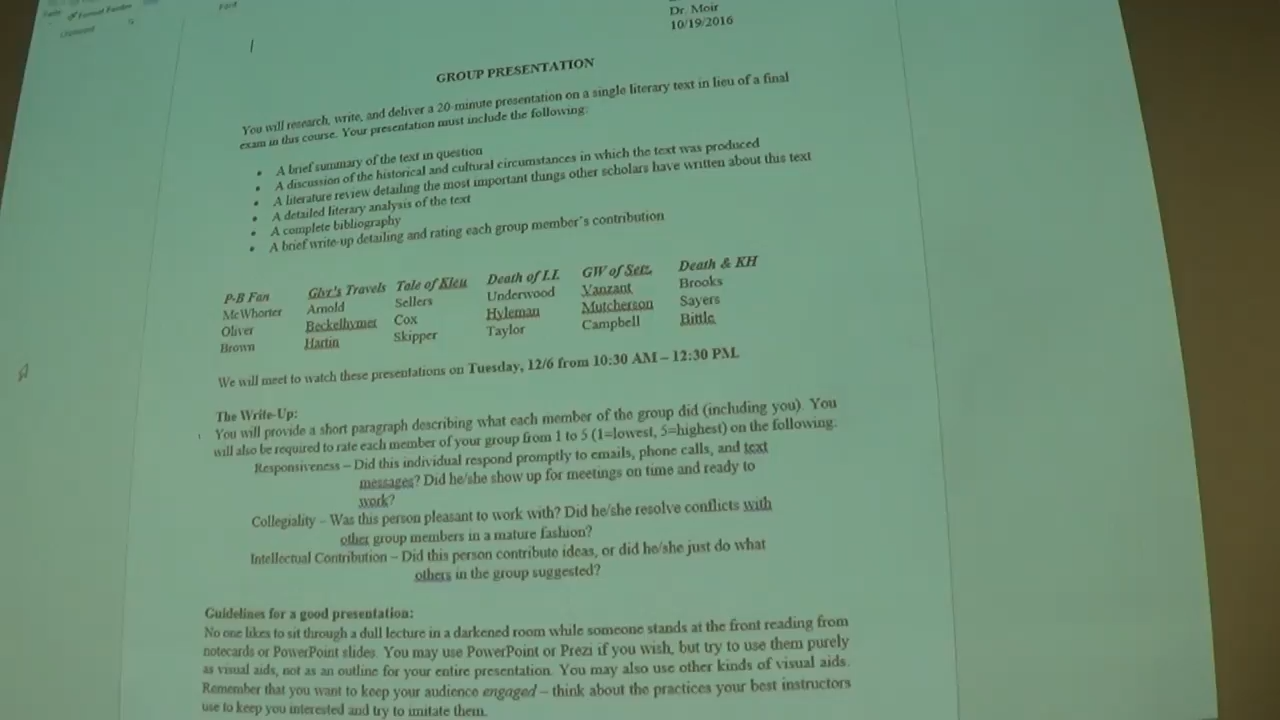 Format Painter
Clipboard
Font
Dr. Moir
10/19/2016
GROUP PRESENTATION
You will research, write, and deliver a 20-minute presentation on a single literary text in lieu of a final
exam in this course. Your presentation must include the following:
• A brief summary of the text in question
• A discussion of the historical and cultural circumstances in which the text was produced
• A literature review detailing the most important things other scholars have written about this text
• A detailed literary analysis of the text
• A complete bibliography
• A brief write-up detailing and rating each group member's contribution
P-B Fan Glvr's Travels Tale of Kieu Death of I.I. GW of Setz. Death & KH
McWhorter Arnold Sellers Underwood Vanzant Brooks
Oliver Beckelhymer Cox Hyleman Mutcherson Sayers
Brown Hartin Skipper Taylor Campbell Bittle
We will meet to watch these presentations on Tuesday, 12/6 from 10:30 AM – 12:30 PM.
The Write-Up:
You will provide a short paragraph describing what each member of the group did (including you). You
will also be required to rate each member of your group from 1 to 5 (1=lowest, 5=highest) on the following:
Responsiveness – Did this individual respond promptly to emails, phone calls, and text
messages? Did he/she show up for meetings on time and ready to
work?
Collegiality – Was this person pleasant to work with? Did he/she resolve conflicts with
other group members in a mature fashion?
Intellectual Contribution – Did this person contribute ideas, or did he/she just do what
others in the group suggested?
Guidelines for a good presentation:
No one likes to sit through a dull lecture in a darkened room while someone stands at the front reading from
notecards or PowerPoint slides. You may use PowerPoint or Prezi if you wish, but try to use them purely
as visual aids, not as an outline for your entire presentation. You may also use other kinds of visual aids.
Remember that you want to keep your audience engaged – think about the practices your best instructors
use to keep you interested and try to imitate them.